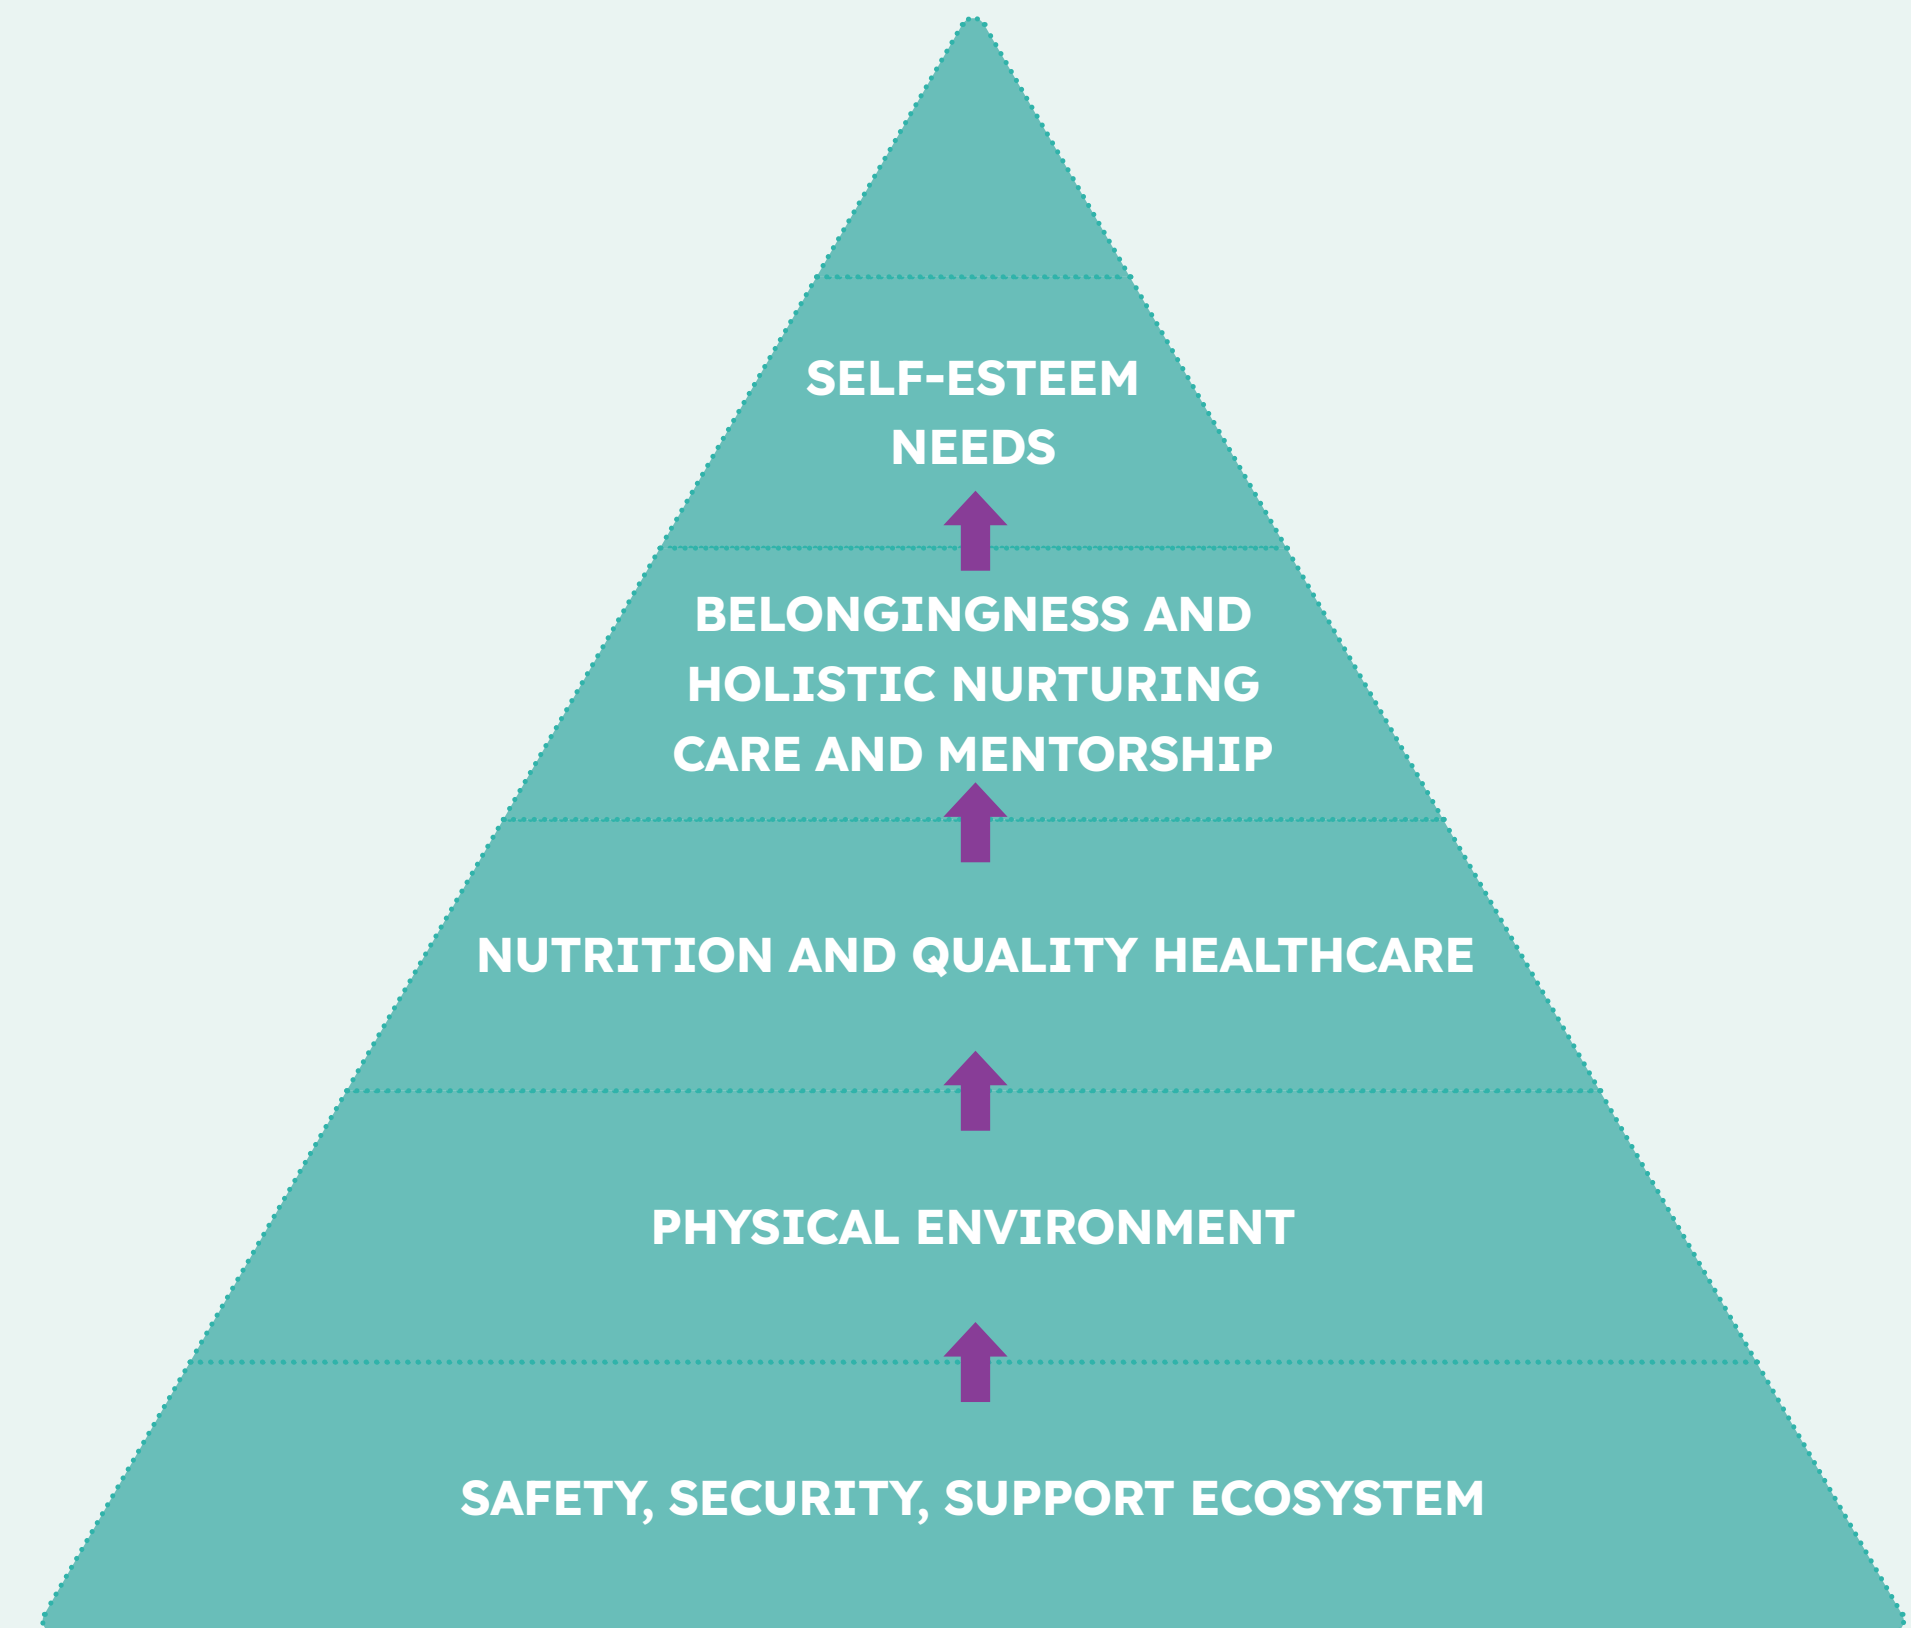 SELF-ESTEEM
NEEDS
BELONGINGNESS AND
HOLISTIC NURTURING
CARE AND MENTORSHIP
NUTRITION AND QUALITY HEALTHCARE
PHYSICAL ENVIRONMENT
SAFETY, SECURITY, SUPPORT ECOSYSTEM